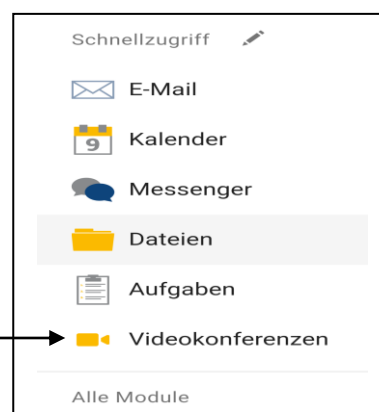 Schnellzugriff
E-Mail
9
Kalender
Messenger
Dateien
Aufgaben
Videokonferenzen
Alle Module